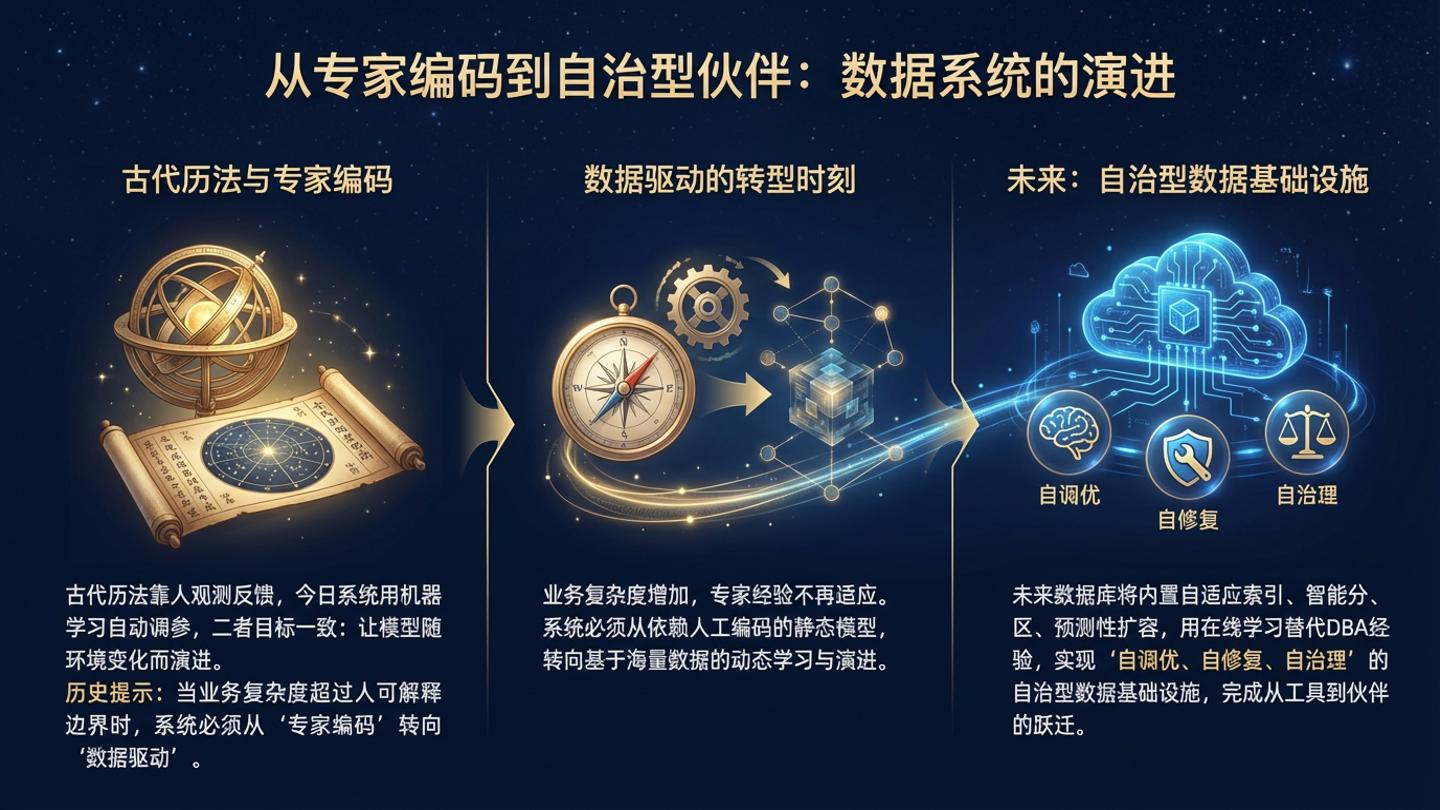 从专家编码到自治型伙伴：数据系统的演进
古代历法与专家编码
古代历法靠人观测反馈，今日系统用机器
学习自动调参，二者目标一致：让模型随
环境变化而演进。
历史提示：当业务复杂度超过人可解释
边界时，系统必须从‘专家编码’转向
‘数据驱动’。
数据驱动的转型时刻
N
E
W
业务复杂度增加，专家经验不再适应。
系统必须从依赖人工编码的静态模型，
转向基于海量数据的动态学习与演进。
未来：自治型数据基础设施
自调优
自修复
自治理
未来数据库将内置自适应索引、智能分、
区、预测性扩容，用在线学习替代DBA经
验，实现‘自调优、自修复、自治理’的
自治型数据基础设施，完成从工具到伙伴
的跃迁。